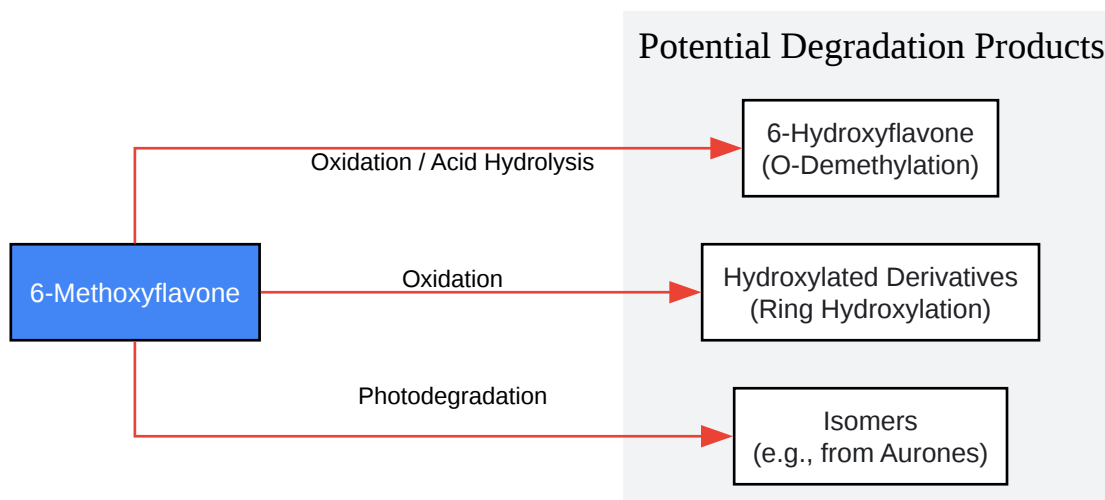 Potential Degradation Products
6-Hydroxyflavone
(O-Demethylation)
Oxidation / Acid Hydrolysis
6-Methoxyflavone
Oxidation
Hydroxylated Derivatives
(Ring Hydroxylation)
Photodegradation
Isomers
(e.g., from Aurones)